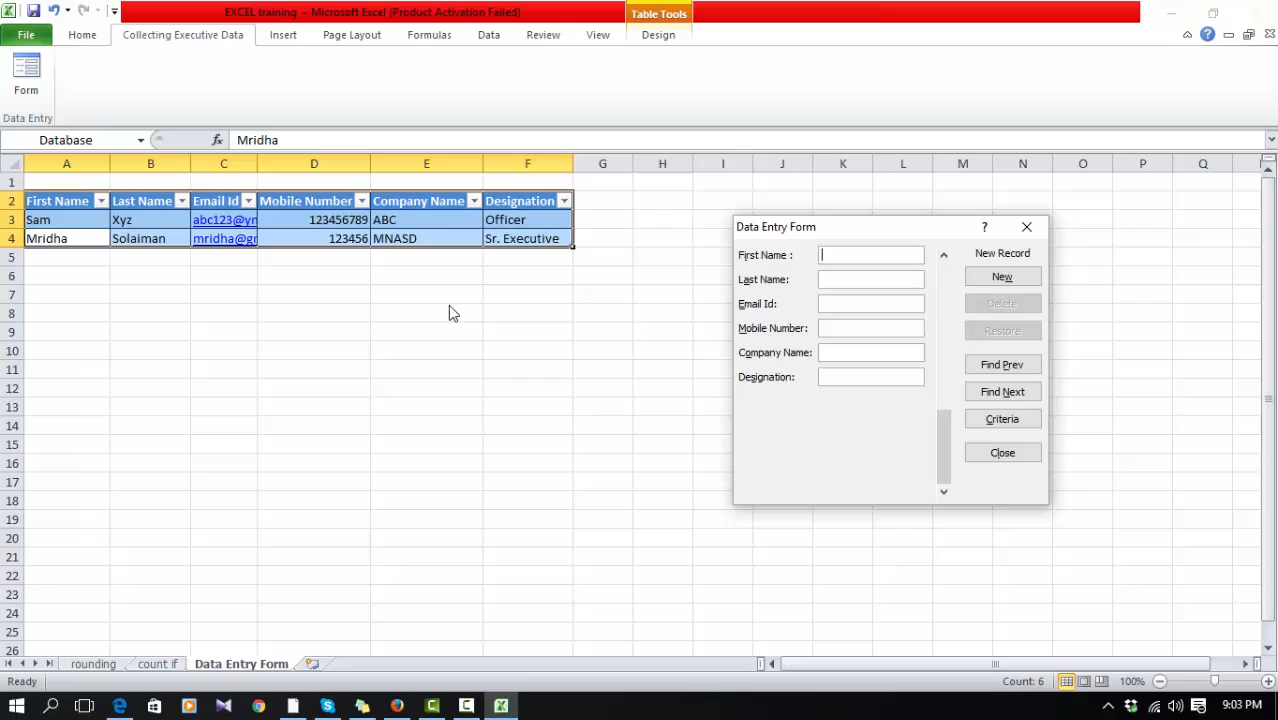 EXCEL training - Microsoft Excel (Product Activation Failed)
Table Tools
File Home Collecting Executive Data Insert Page Layout Formulas Data Review View Design
Form
Data Entry
Database fx Mridha
A B C D E F G H I J K L M N O P Q
1
2 First Name Last Name Email Id Mobile Number Company Name Designation
3 Sam Xyz abc123@yn 123456789 ABC Officer
4 Mridha Solaiman mridha@gr 123456 MNASD Sr. Executive
5
6
7
8
9
10
11
12
13
14
15
16
17
18
19
20
21
22
23
24
25
26
Data Entry Form ?
First Name :
Last Name:
Email Id:
Mobile Number:
Company Name:
Designation:
New Record
New
Delete
Restore
Find Prev
Find Next
Criteria
Close
rounding count if Data Entry Form
Ready Count: 6 100%
9:03 PM